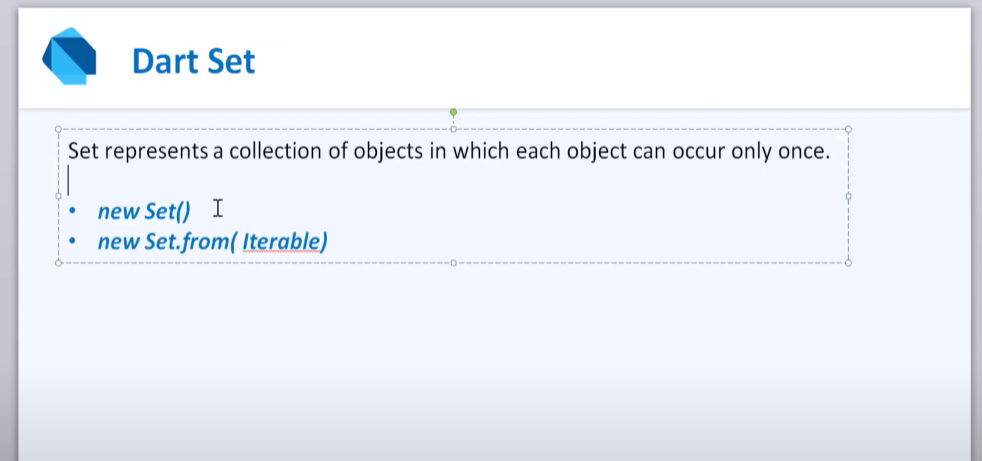 Dart Set
Set represents a collection of objects in which each object can occur only once.
• new Set()
• new Set.from( Iterable)